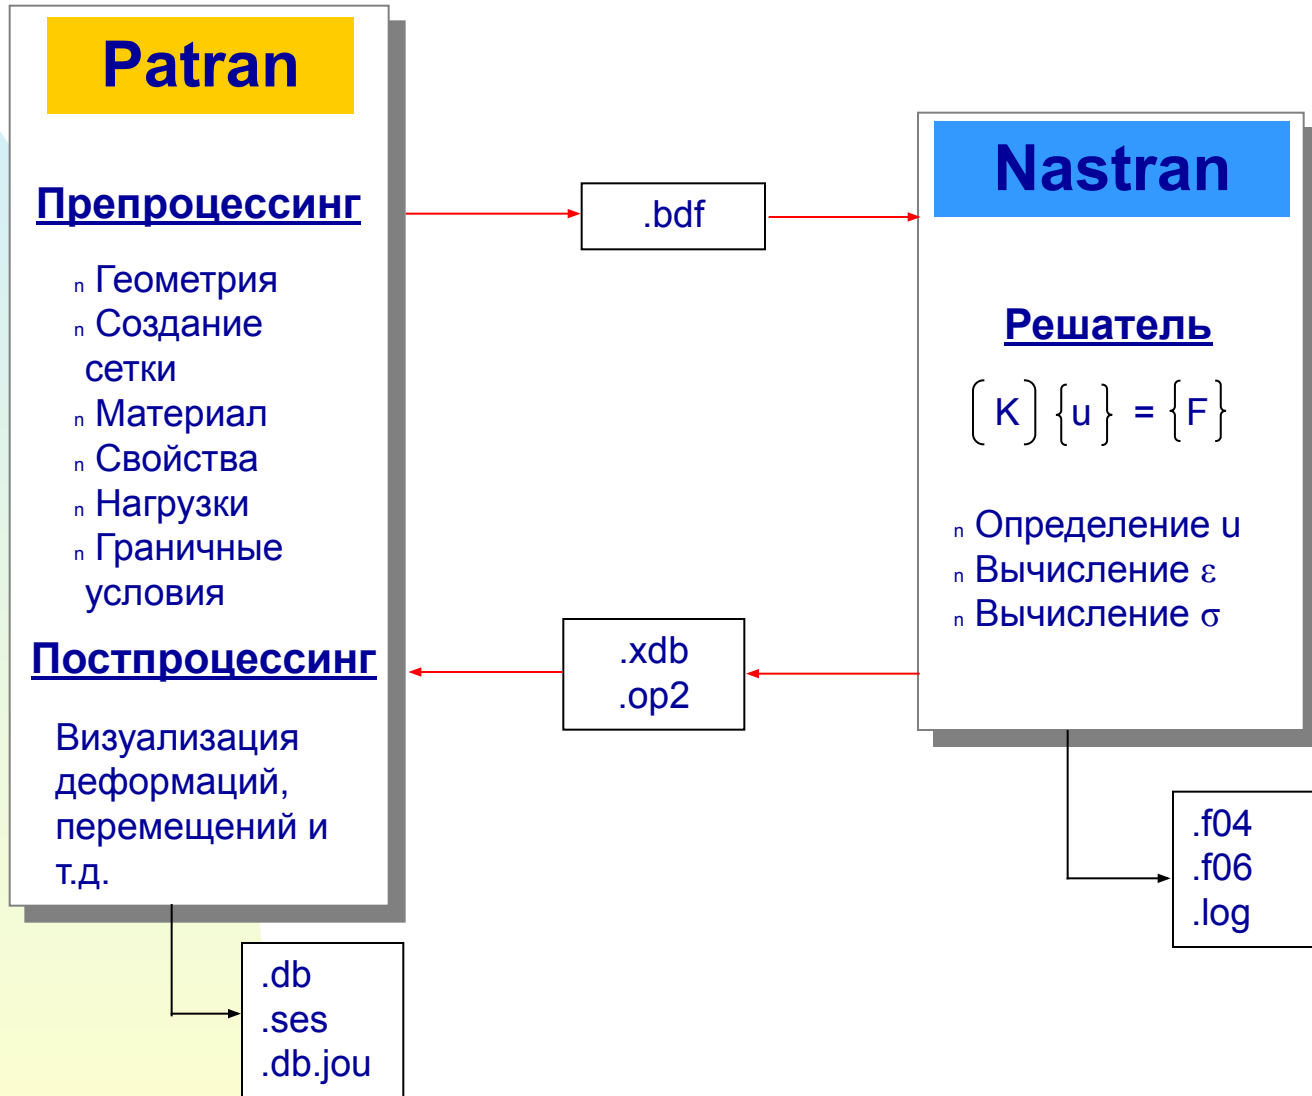 Patran
Препроцессинг
n Геометрия
n Создание
сетки
n Материал
n Свойства
n Нагрузки
n Граничные
условия
Постпроцессинг
Визуализация
деформаций,
перемещений и
т.д.
.db
.ses
.db.jou
.bdf
.xdb
.op2
Nastran
Решатель
[K] {u} = {F}
n Определение u
n Вычисление ε
n Вычисление σ
.f04
.f06
.log